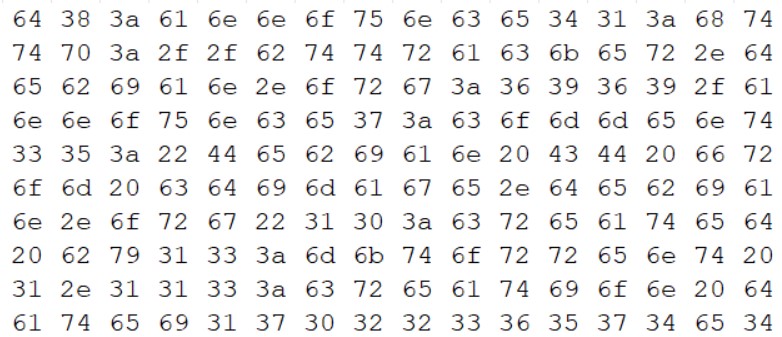 64 38 3a 61 6e 6e 6f 75 6e 63 65 34 31 3a 68 74
74 70 3a 2f 2f 62 74 74 72 61 63 6b 65 72 2e 64
65 62 69 61 6e 2e 6f 72 67 3a 36 39 36 39 2f 61
6e 6e 6f 75 6e 63 65 37 3a 63 6f 6d 6d 65 6e 74
33 35 3a 22 44 65 62 69 61 6e 20 43 44 20 66 72
6f 6d 20 63 64 69 6d 61 67 65 2e 64 65 62 69 61
6e 2e 6f 72 67 22 31 30 3a 63 72 65 61 74 65 64
20 62 79 31 33 3a 6d 6b 74 6f 72 72 65 6e 74 20
31 2e 31 31 33 3a 63 72 65 61 74 69 6f 6e 20 64
61 74 65 69 31 37 30 32 32 33 36 35 37 34 65 34